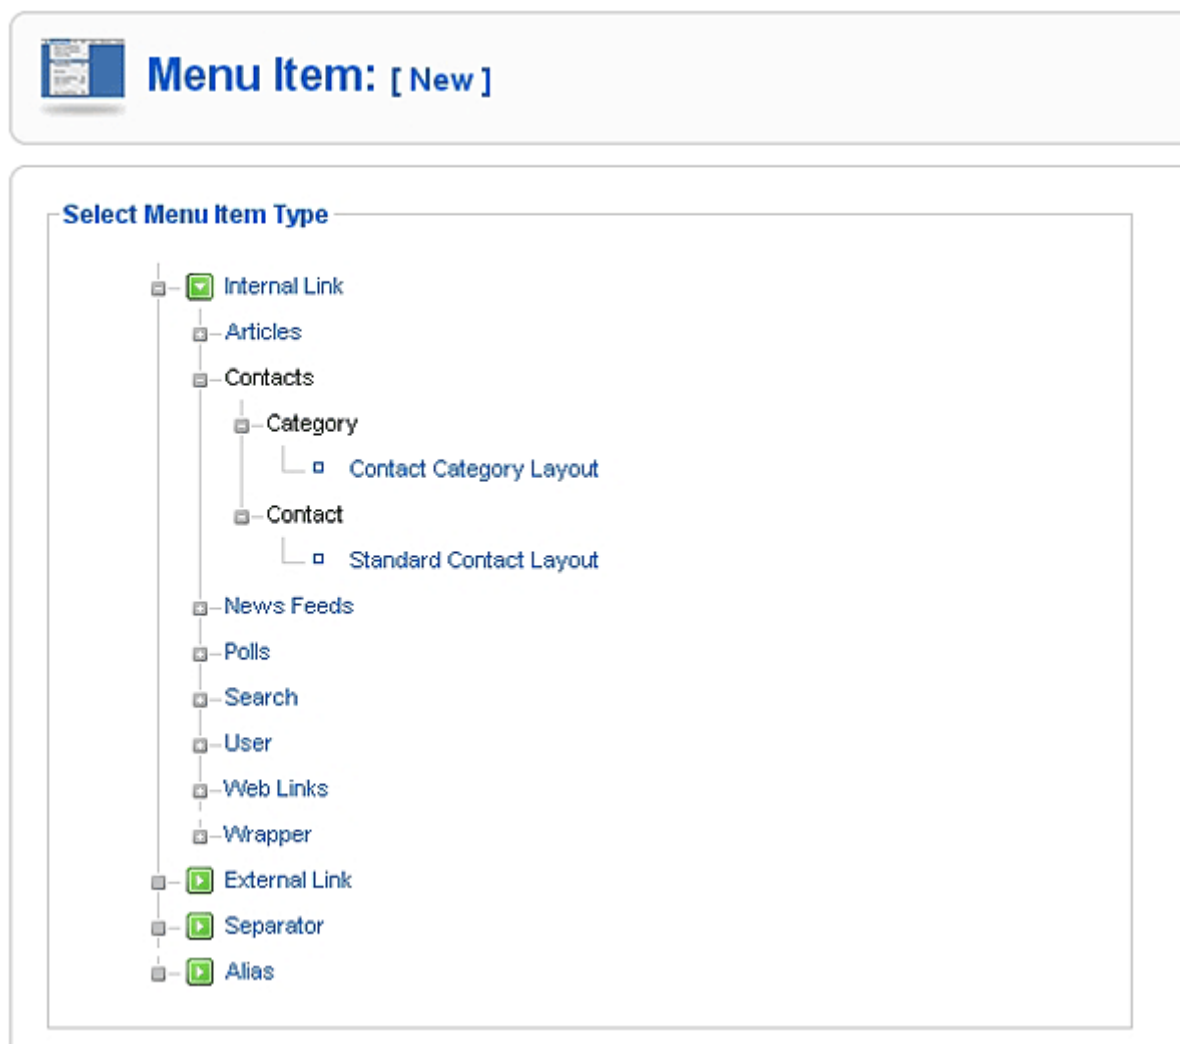 Menu Item: [ New ]
Select Menu Item Type
Internal Link
Articles
Contacts
Category
Contact Category Layout
Contact
Standard Contact Layout
News Feeds
Polls
Search
User
Web Links
Wrapper
External Link
Separator
Alias